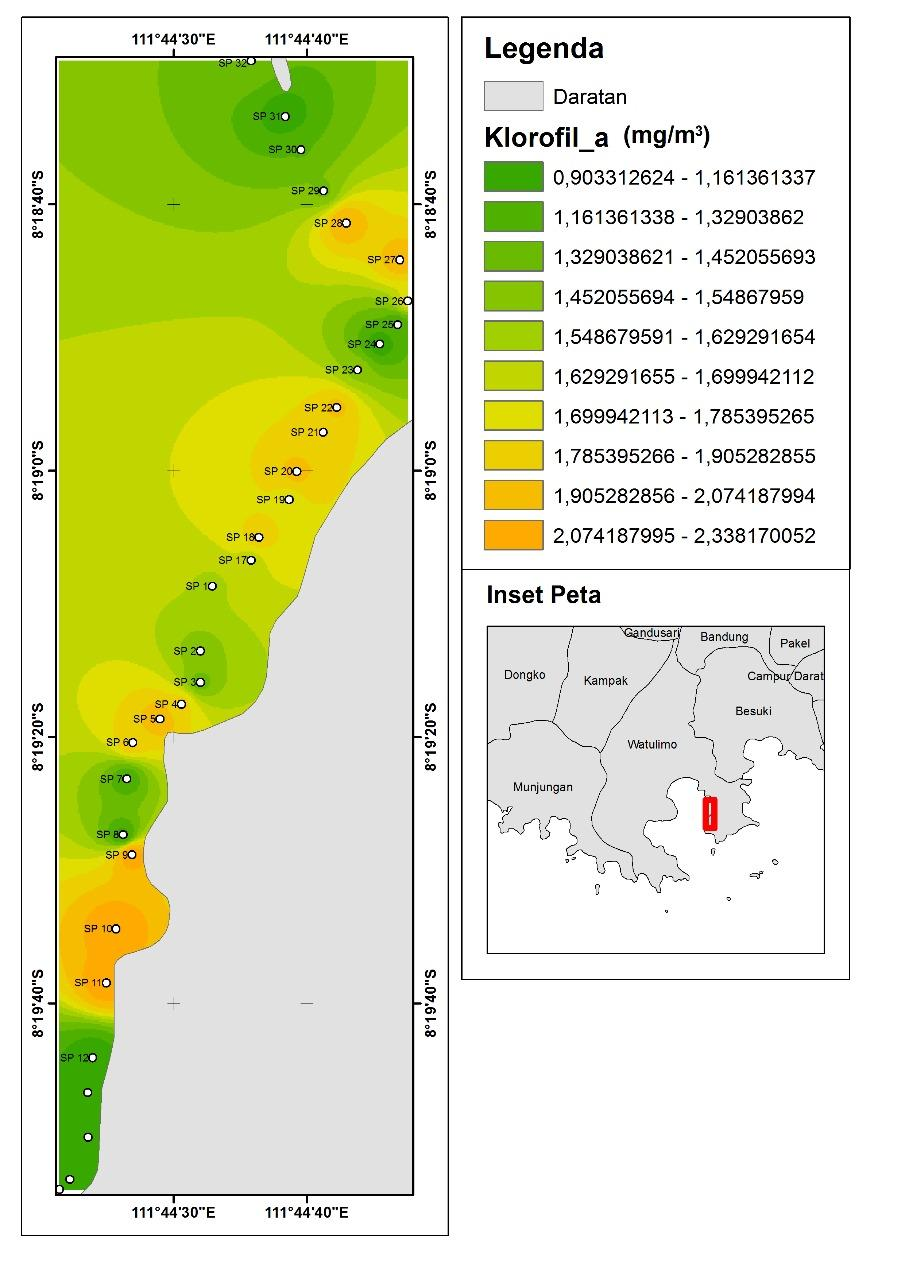 111°44'30"E 111°44'40"E
SP 32
SP 31
SP 30
SP 29
8°18'40"S 8°18'40"S
SP 28
SP 27
SP 26
SP 25
SP 24
SP 23
SP 22
SP 21
8°19'0"S 8°19'0"S
SP 20
SP 19
SP 18
SP 17
SP 1
SP 2
SP 3
SP 4
SP 5
8°19'20"S 8°19'20"S
SP 6
SP 7
SP 8
SP 9
SP 10
SP 11
8°19'40"S 8°19'40"S
SP 12
111°44'30"E 111°44'40"E
Legenda
Daratan
Klorofil_a (mg/m³)
0,903312624 - 1,161361337
1,161361338 - 1,32903862
1,329038621 - 1,452055693
1,452055694 - 1,54867959
1,548679591 - 1,629291654
1,629291655 - 1,699942112
1,699942113 - 1,785395265
1,785395266 - 1,905282855
1,905282856 - 2,074187994
2,074187995 - 2,338170052
Inset Peta
Gandusari
Bandung
Pakel
Dongko
Kampak
Campur Darat
Besuki
Watulimo
Munjungan